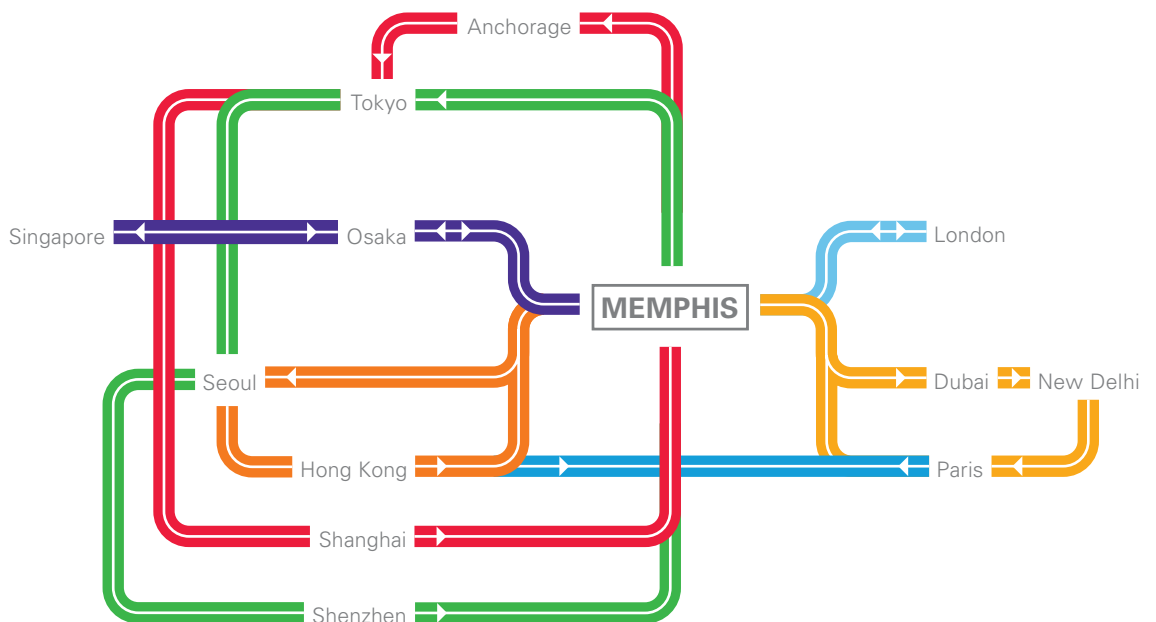 Anchorage
Tokyo
Singapore
Osaka
London
MEMPHIS
Seoul
Dubai
New Delhi
Hong Kong
Paris
Shanghai
Shenzhen